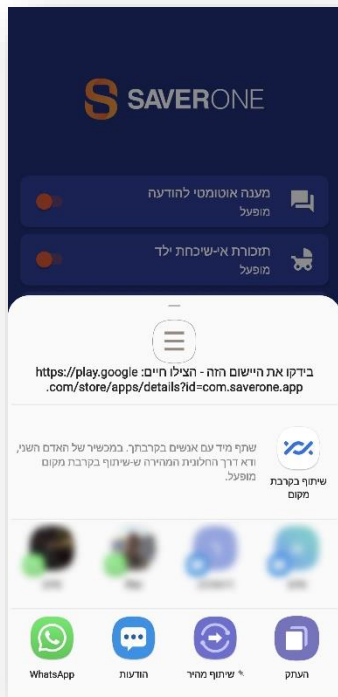 SAVERONE
מענה אוטומטי להודעה
מופעל
תזכורת אי-שיכחת ילד
מופעל
בידקו את היישום הזה - הצילו חיים: https://play.google
.com/store/apps/details?id=com.saverone.app
שתף מיד עם אנשים בקרבתך. במכשיר של האדם השני,
ודא דרך החלונית המהירה ש-שיתוף בקרבת מקום
מופעל.
שיתוף בקרבת
מקום
העתק
שיתוף מהיר
הודעות
WhatsApp